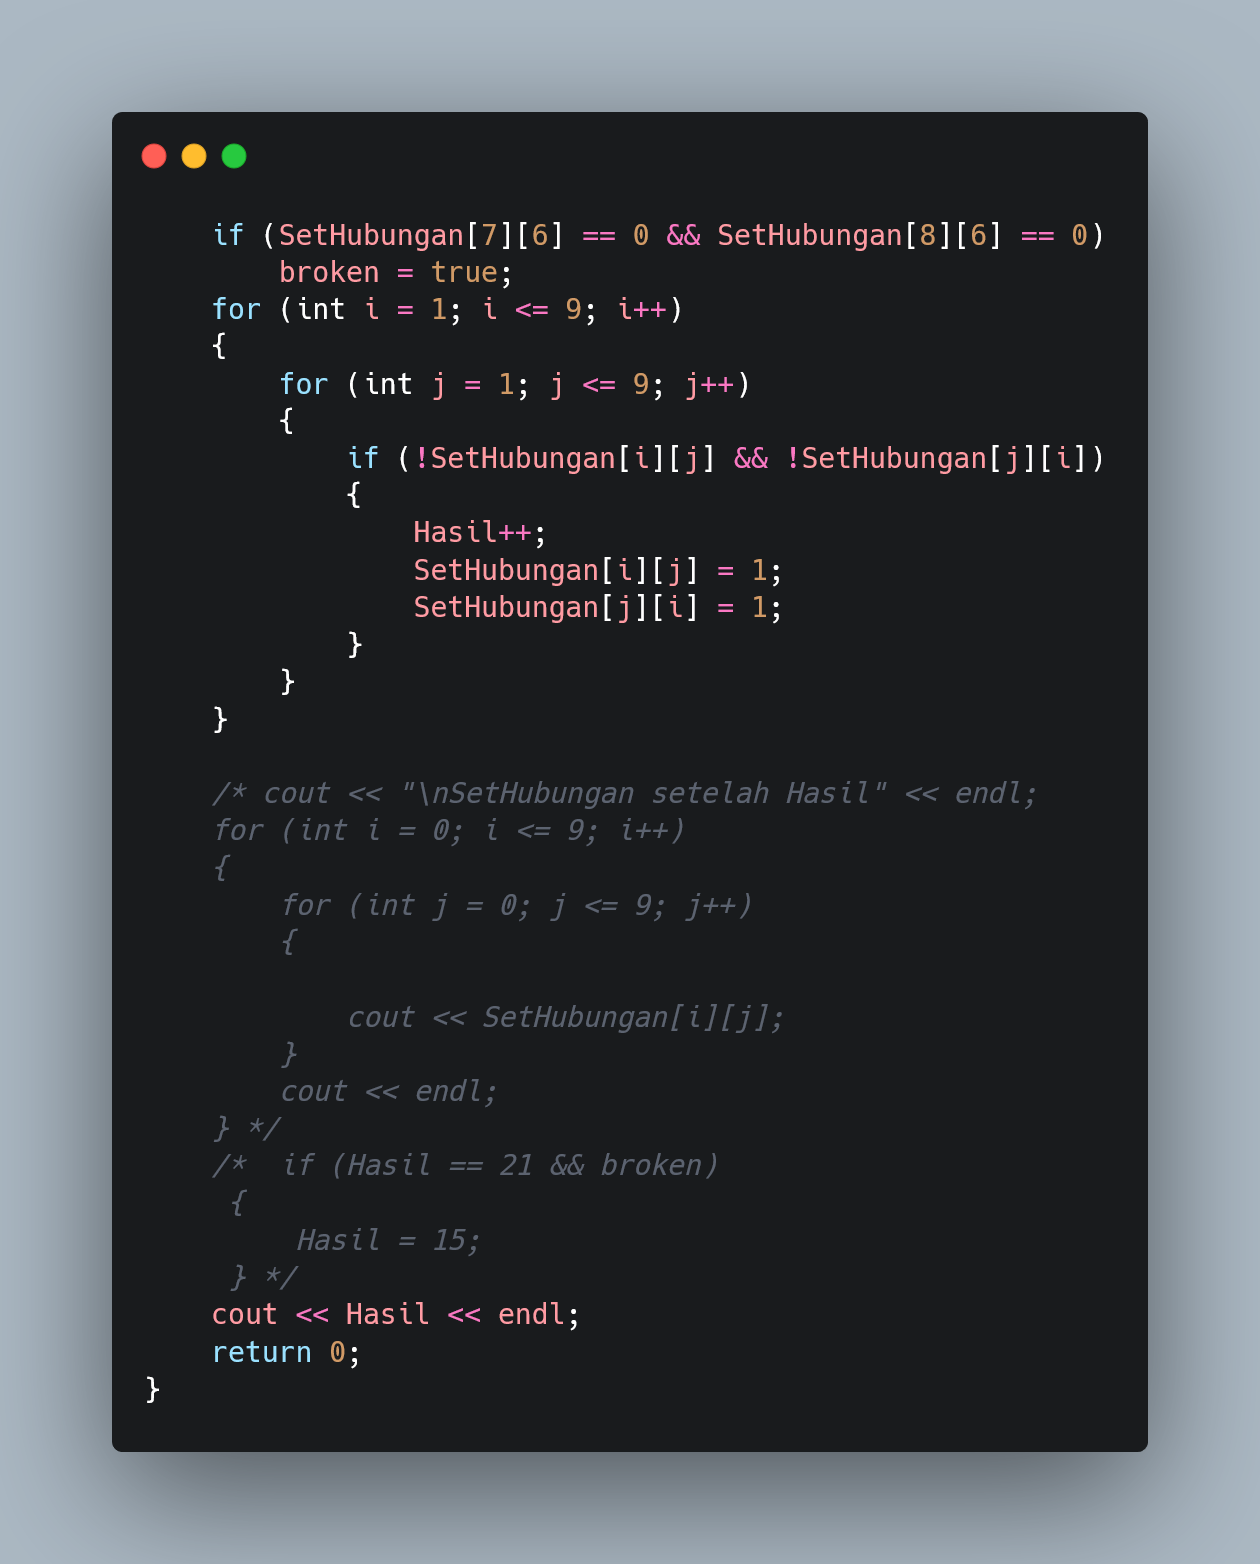 if (SetHubungan[7][6] == 0 && SetHubungan[8][6] == 0)
broken = true;
for (int i = 1; i <= 9; i++)
{
for (int j = 1; j <= 9; j++)
{
if (!SetHubungan[i][j] && !SetHubungan[j][i])
{
Hasil++;
SetHubungan[i][j] = 1;
SetHubungan[j][i] = 1;
}
}
}
/* cout << "\nSetHubungan setelah Hasil" << endl;
for (int i = 0; i <= 9; i++)
{
for (int j = 0; j <= 9; j++)
{
cout << SetHubungan[i][j];
}
cout << endl;
} */
/*  if (Hasil == 21 && broken)
{
Hasil = 15;
} */
cout << Hasil << endl;
return 0;
}